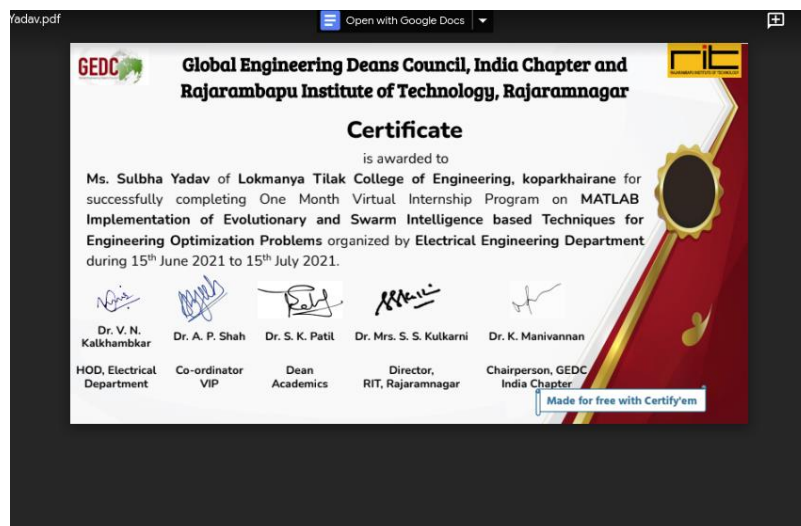 Yadav.pdf
Open with Google Docs
GEDC
rit
Global Engineering Deans Council, India Chapter and
Rajarambapu Institute of Technology, Rajaramnagar
Certificate
is awarded to
Ms. Sulbha Yadav of Lokmanya Tilak College of Engineering, koparkhairane for
successfully completing One Month Virtual Internship Program on MATLAB
Implementation of Evolutionary and Swarm Intelligence based Techniques for
Engineering Optimization Problems organized by Electrical Engineering Department
during 15th June 2021 to 15th July 2021.
Dr. V. N.
Kalkhambkar
Dr. A. P. Shah
Dr. S. K. Patil
Dr. Mrs. S. S. Kulkarni
Dr. K. Manivannan
HOD, Electrical
Department
Co-ordinator
VIP
Dean
Academics
Director,
RIT, Rajaramnagar
Chairperson, GEDC
India Chapter
Made for free with Certify'em